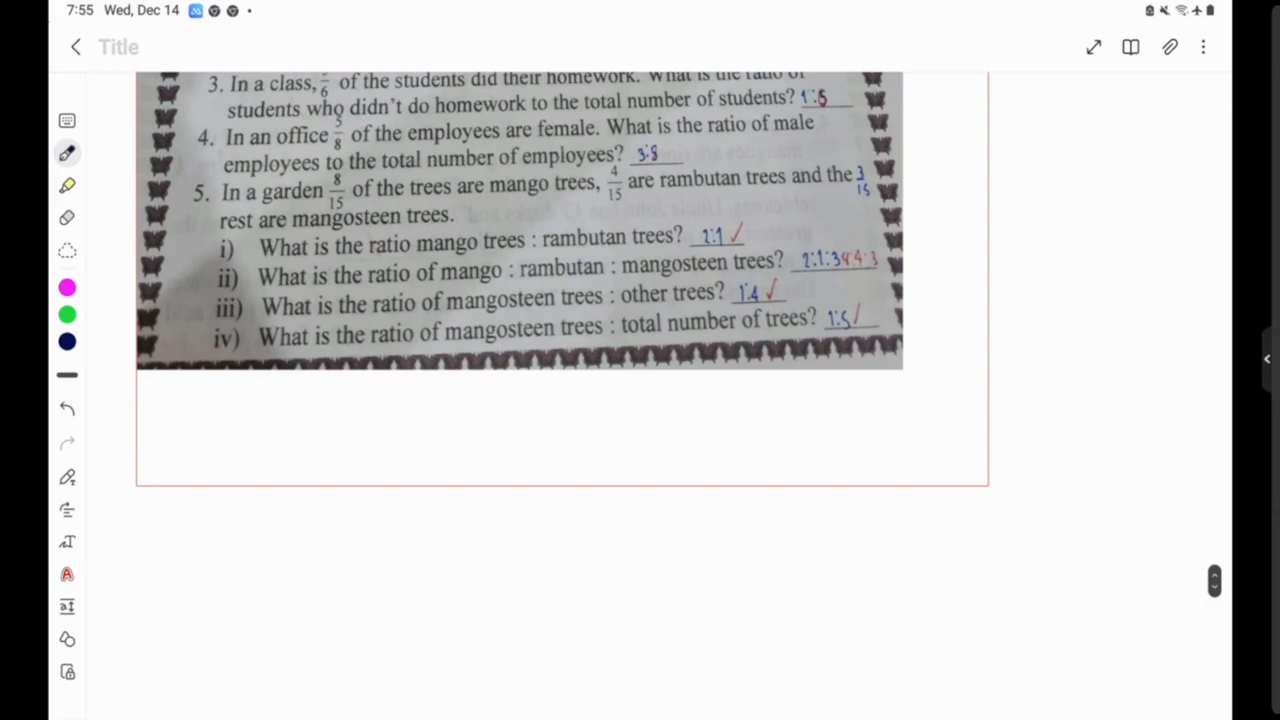 7:55 Wed, Dec 14
Title
3. In a class, 5/6 of the students did their homework. What is the ratio of
students who didn't do homework to the total number of students? 1:6
4. In an office 5/8 of the employees are female. What is the ratio of male
employees to the total number of employees? 3:8
5. In a garden 8/15 of the trees are mango trees, 4/15 are rambutan trees and the 3/15
rest are mangosteen trees.
i) What is the ratio mango trees : rambutan trees? 2:1 ✓
ii) What is the ratio of mango : rambutan : mangosteen trees? 2:1:3
iii) What is the ratio of mangosteen trees : other trees? 1:4 ✓
iv) What is the ratio of mangosteen trees : total number of trees? 1:5 ✓